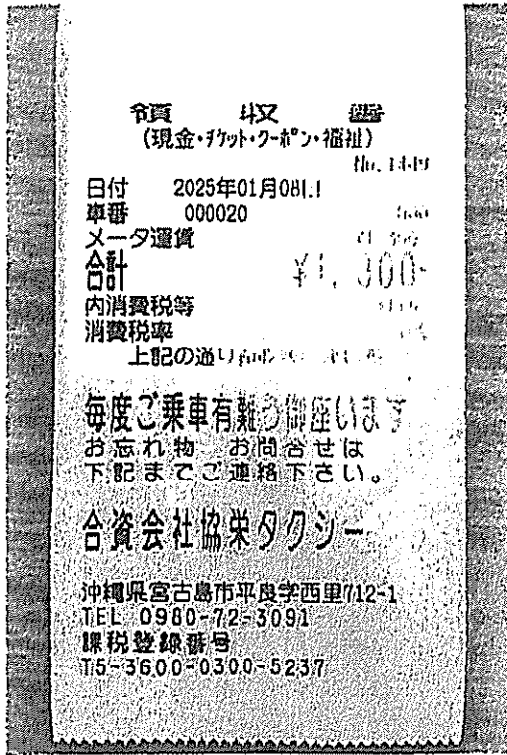 領収書
(現金・チケット・クーポン・福祉)
No.
日付 2025年01月08日
車番 000020
メータ運賃
合計 ¥1,300-
内消費税等
消費税率
上記の通り
毎度ご乗車有難う御座います
お忘れ物 お問合せは
下記までご連絡下さい。
合資会社協栄タクシー
沖縄県宮古島市平良字西里712-1
TEL 0980-72-3091
課税登録番号
T5-3600-0300-5237